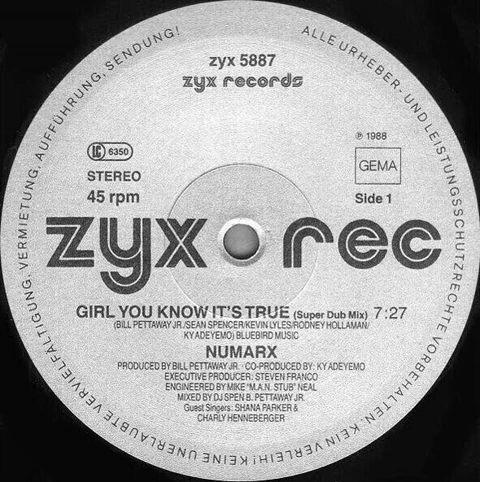 ALLE URHEBER- UND LEISTUNGSSCHUTZRECHTE VORBEHALTEN. KEIN VERLEIH! KEINE UNERLAUBTE VERVIELFÄLTIGUNG, VERMIETUNG, AUFFÜHRUNG, SENDUNG!
zyx 5887
zyx records
LC 6350
STEREO
45 rpm
℗ 1988
GEMA
Side 1
zyx rec
GIRL YOU KNOW IT'S TRUE (Super Dub Mix) 7:27
(BILL PETTAWAY JR./SEAN SPENCER/KEVIN LYLES/RODNEY HOLLAMAN/
KY ADEYEMO) BLUEBIRD MUSIC
NUMARX
PRODUCED BY BILL PETTAWAY JR. · CO-PRODUCED BY: KY ADEYEMO
EXECUTIVE PRODUCER: STEVEN FRANCO
ENGINEERED BY MIKE "M.A.N. STUB" NEAL
MIXED BY DJ SPEN B. PETTAWAY JR.
Guest Singers: SHANA PARKER &
CHARLY HENNEBERGER